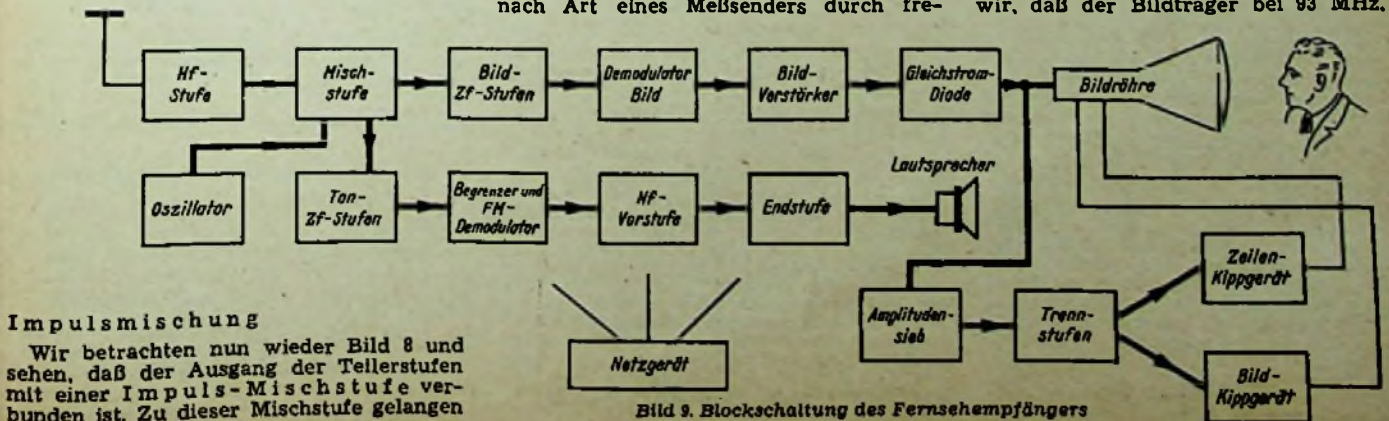 nach Art eines Meßsenders durch fre-
wir, daß der Bildträger bei 93 MHz.
Hf-
Stufe
Misch-
stufe
Bild-
Zf-Stufen
Demodulator
Bild
Bild-
Verstärker
Gleichstrom-
Diode
Bildröhre
Oszillator
Ton-
Zf-Stufen
Begrenzer und
FM-
Demodulator
Nf-
Vorstufe
Endstufe
Lautsprecher
Amplituden-
sieb
Trenn-
stufen
Zeilen-
Kippgerät
Bild-
Kippgerät
Netzgerät
Bild 9. Blockschaltung des Fernsehempfängers
Impulsmischung
Wir betrachten nun wieder Bild 8 und
sehen, daß der Ausgang der Teilerstufen
mit einer Impuls-Mischstufe ver-
bunden ist. Zu dieser Mischstufe gelangen